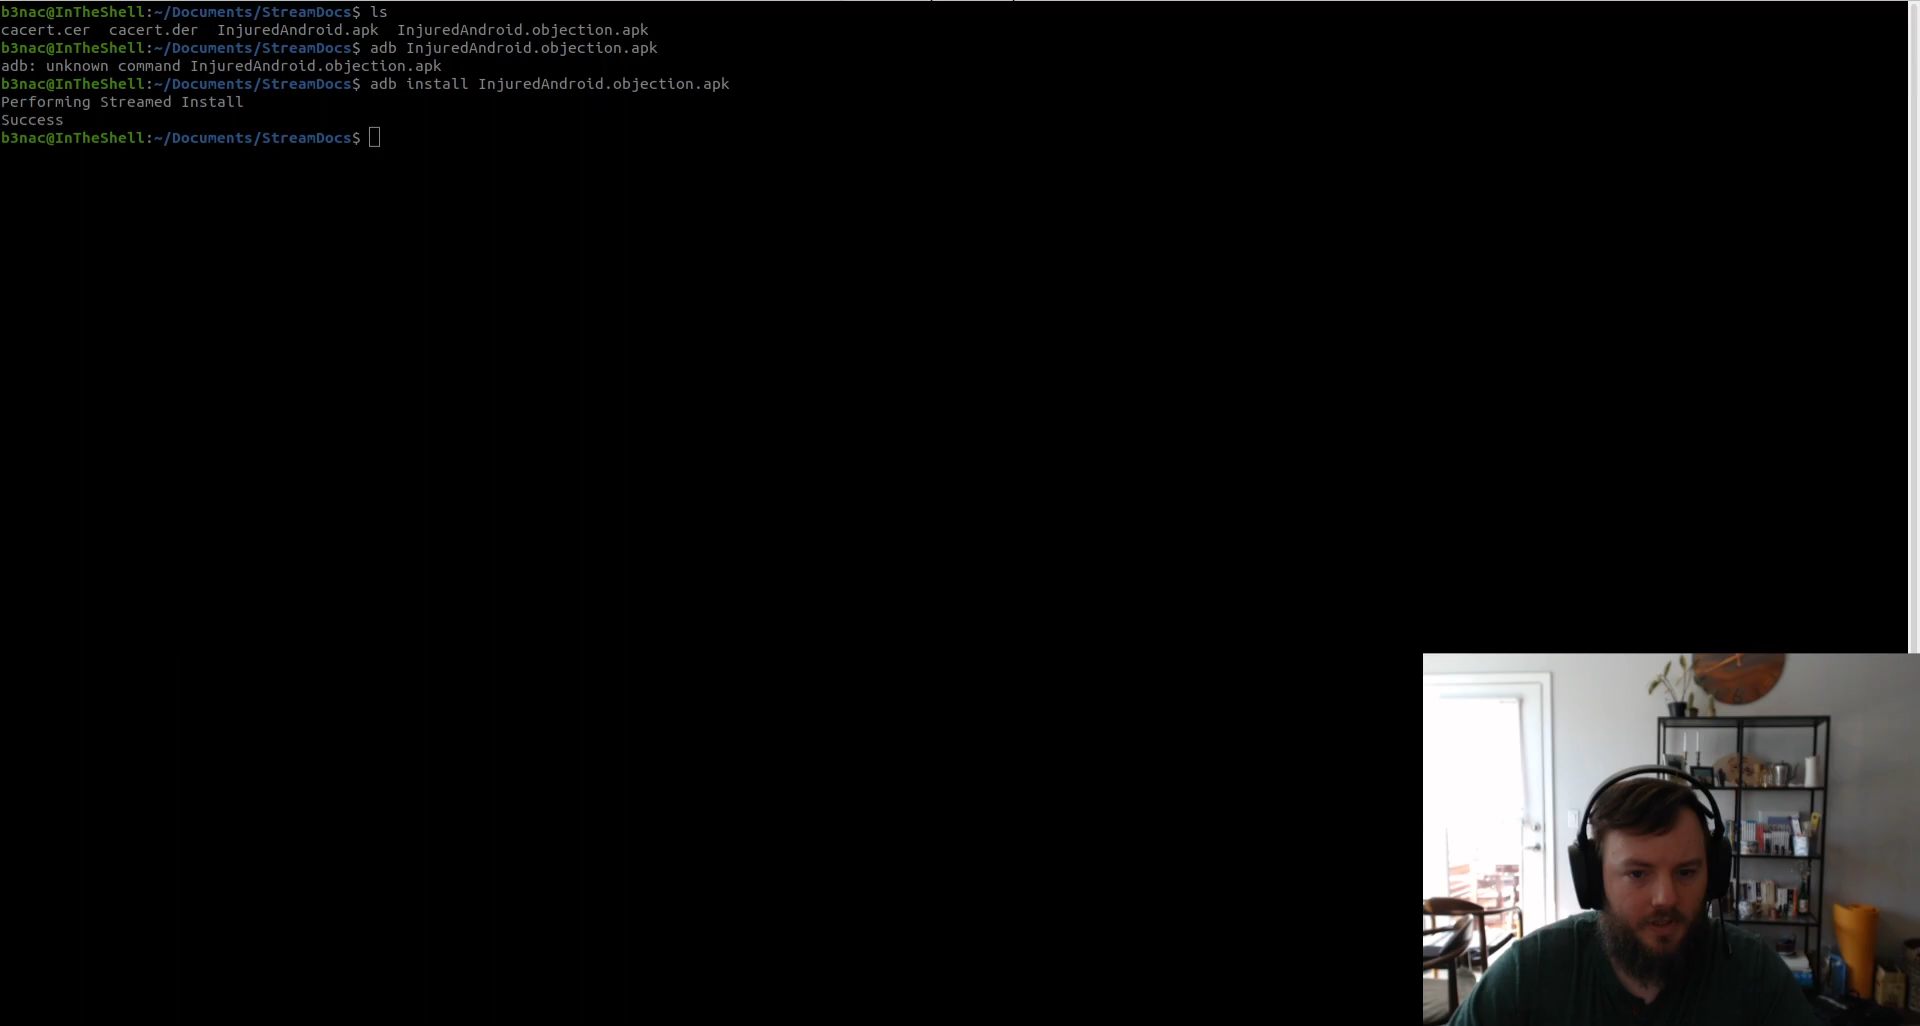 b3nac@InTheShell:~/Documents/StreamDocs$ ls
cacert.cer  cacert.der  InjuredAndroid.apk  InjuredAndroid.objection.apk
b3nac@InTheShell:~/Documents/StreamDocs$ adb InjuredAndroid.objection.apk
adb: unknown command InjuredAndroid.objection.apk
b3nac@InTheShell:~/Documents/StreamDocs$ adb install InjuredAndroid.objection.apk
Performing Streamed Install
Success
b3nac@InTheShell:~/Documents/StreamDocs$